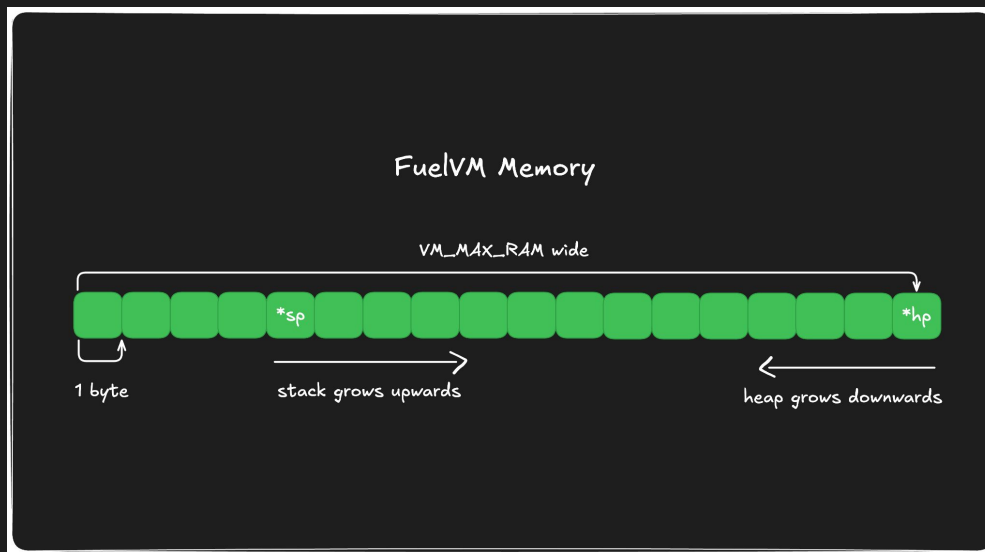 FuelVM Memory
VM_MAX_RAM wide
*sp
*hp
1 byte
stack grows upwards
heap grows downwards